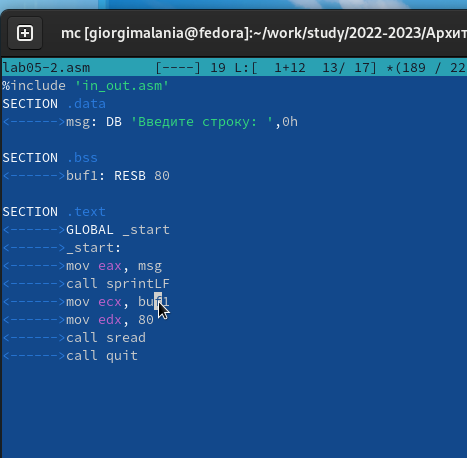 mc [giorgimalania@fedora]:~/work/study/2022-2023/Архит
lab05-2.asm [----] 19 L:[ 1+12 13/ 17] *(189 / 22
%include 'in_out.asm'
SECTION .data
<------>msg: DB 'Введите строку: ',0h
SECTION .bss
<------>buf1: RESB 80
SECTION .text
<------>GLOBAL _start
<------>_start:
<------>mov eax, msg
<------>call sprintLF
<------>mov ecx, buf1
<------>mov edx, 80
<------>call sread
<------>call quit